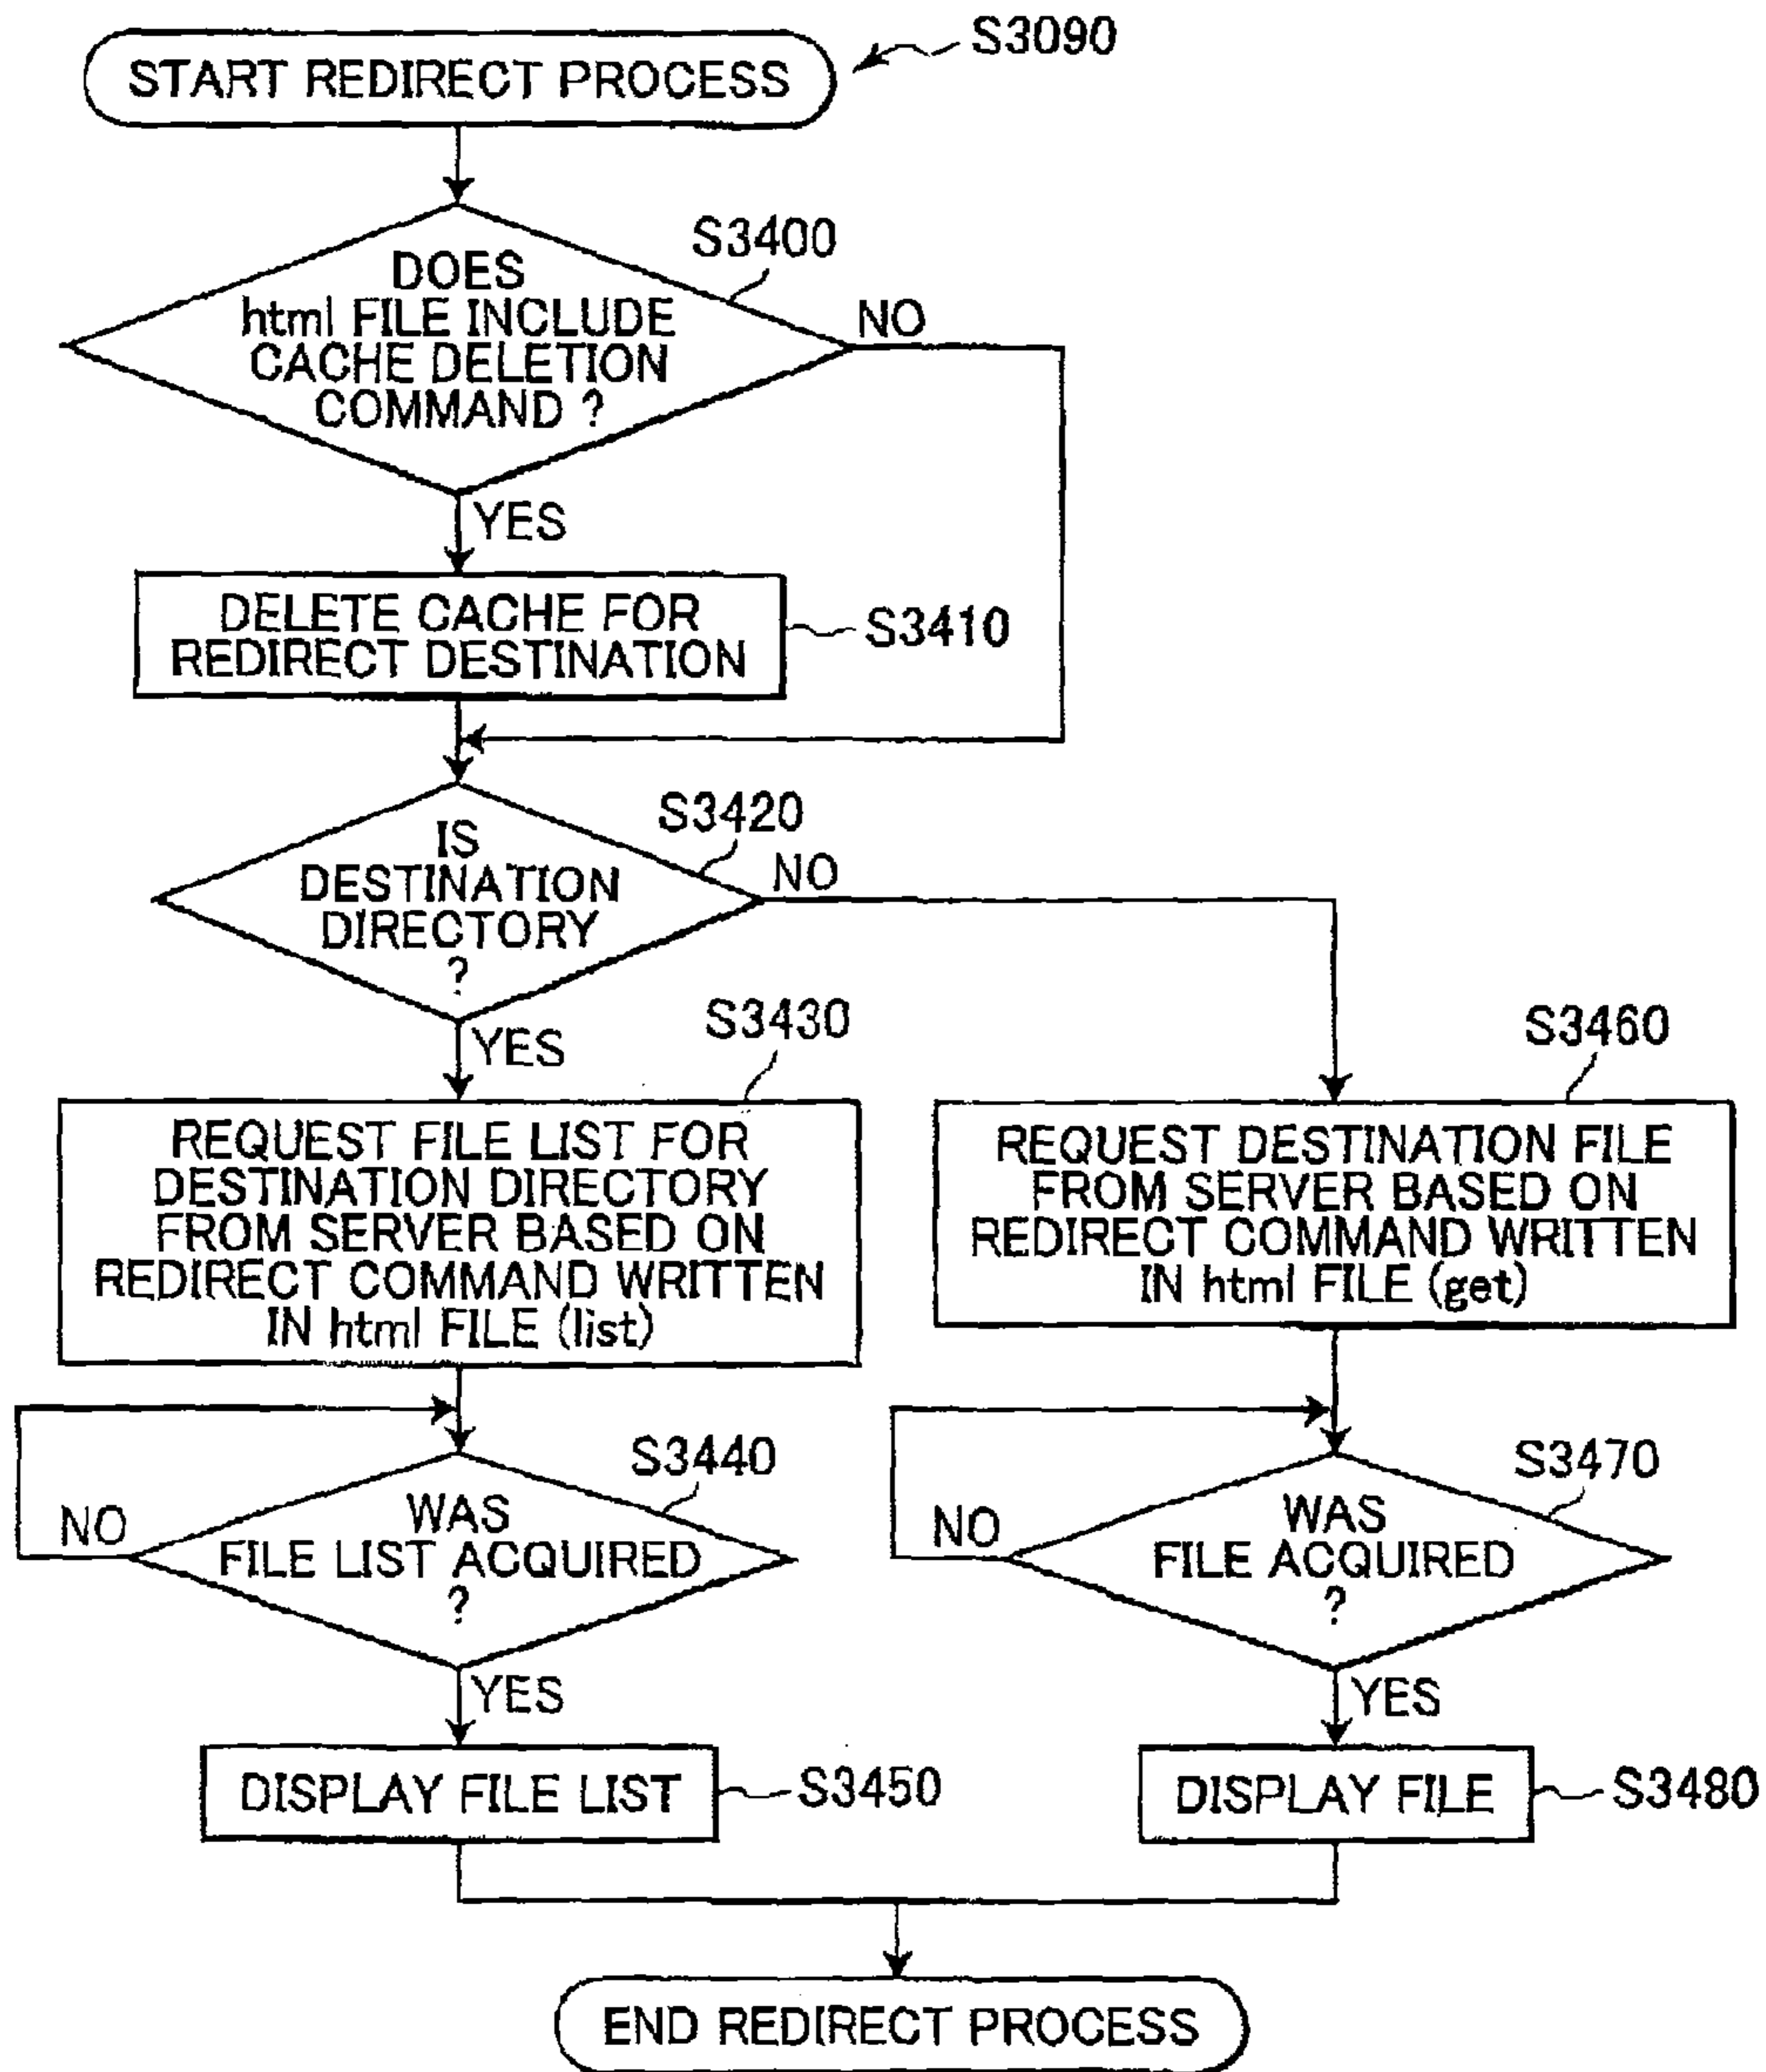 S3090
START REDIRECT PROCESS
S3400
DOES
html FILE INCLUDE
CACHE DELETION
COMMAND ?
NO
YES
DELETE CACHE FOR
REDIRECT DESTINATION
S3410
S3420
IS
DESTINATION
DIRECTORY
?
NO
YES
S3430
REQUEST FILE LIST FOR
DESTINATION DIRECTORY
FROM SERVER BASED ON
REDIRECT COMMAND WRITTEN
IN html FILE (list)
S3460
REQUEST DESTINATION FILE
FROM SERVER BASED ON
REDIRECT COMMAND WRITTEN
IN html FILE (get)
S3440
WAS
FILE LIST ACQUIRED
?
NO
YES
S3470
WAS
FILE ACQUIRED
?
NO
YES
DISPLAY FILE LIST
S3450
DISPLAY FILE
S3480
END REDIRECT PROCESS